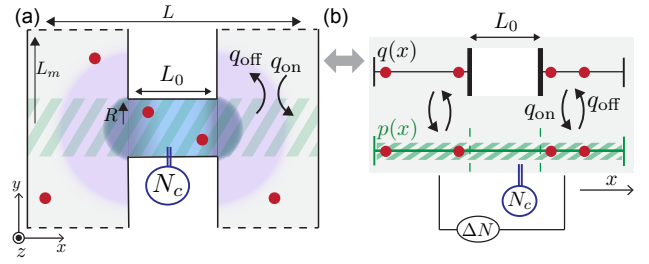 (a)
L
L_m
L_0
q_off
q_on
R
N_c
y
z
x
(b)
L_0
q(x)
q_on
q_off
p(x)
N_c
x
ΔN